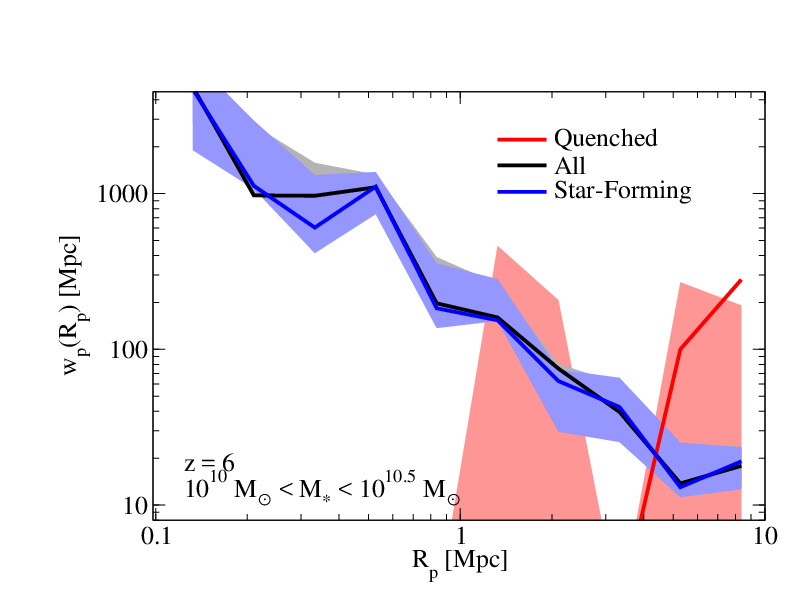 Quenched
All
Star-Forming
1000
100
10
w_p(R_p) [Mpc]
z = 6
10^10 M_⊙ < M_* < 10^10.5 M_⊙
0.1 1 10
R_p [Mpc]